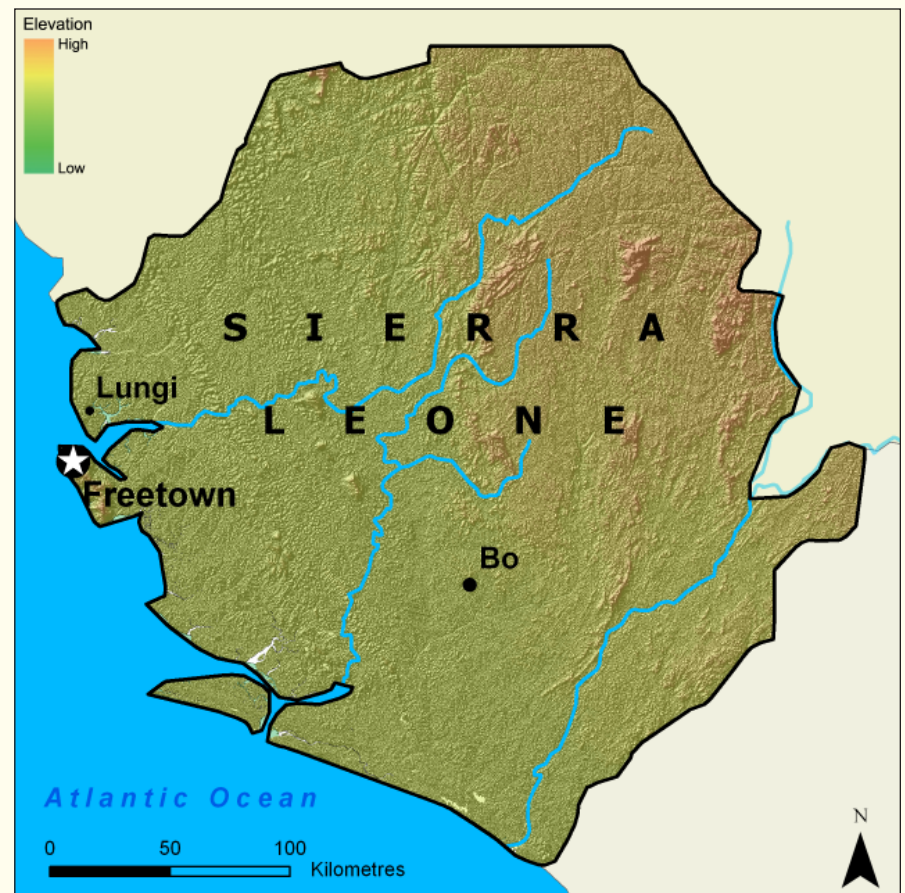 Elevation
High
Low
S I E R R A
Lungi
L E O N E
Freetown
Bo
Atlantic Ocean
0 50 100
Kilometres
N